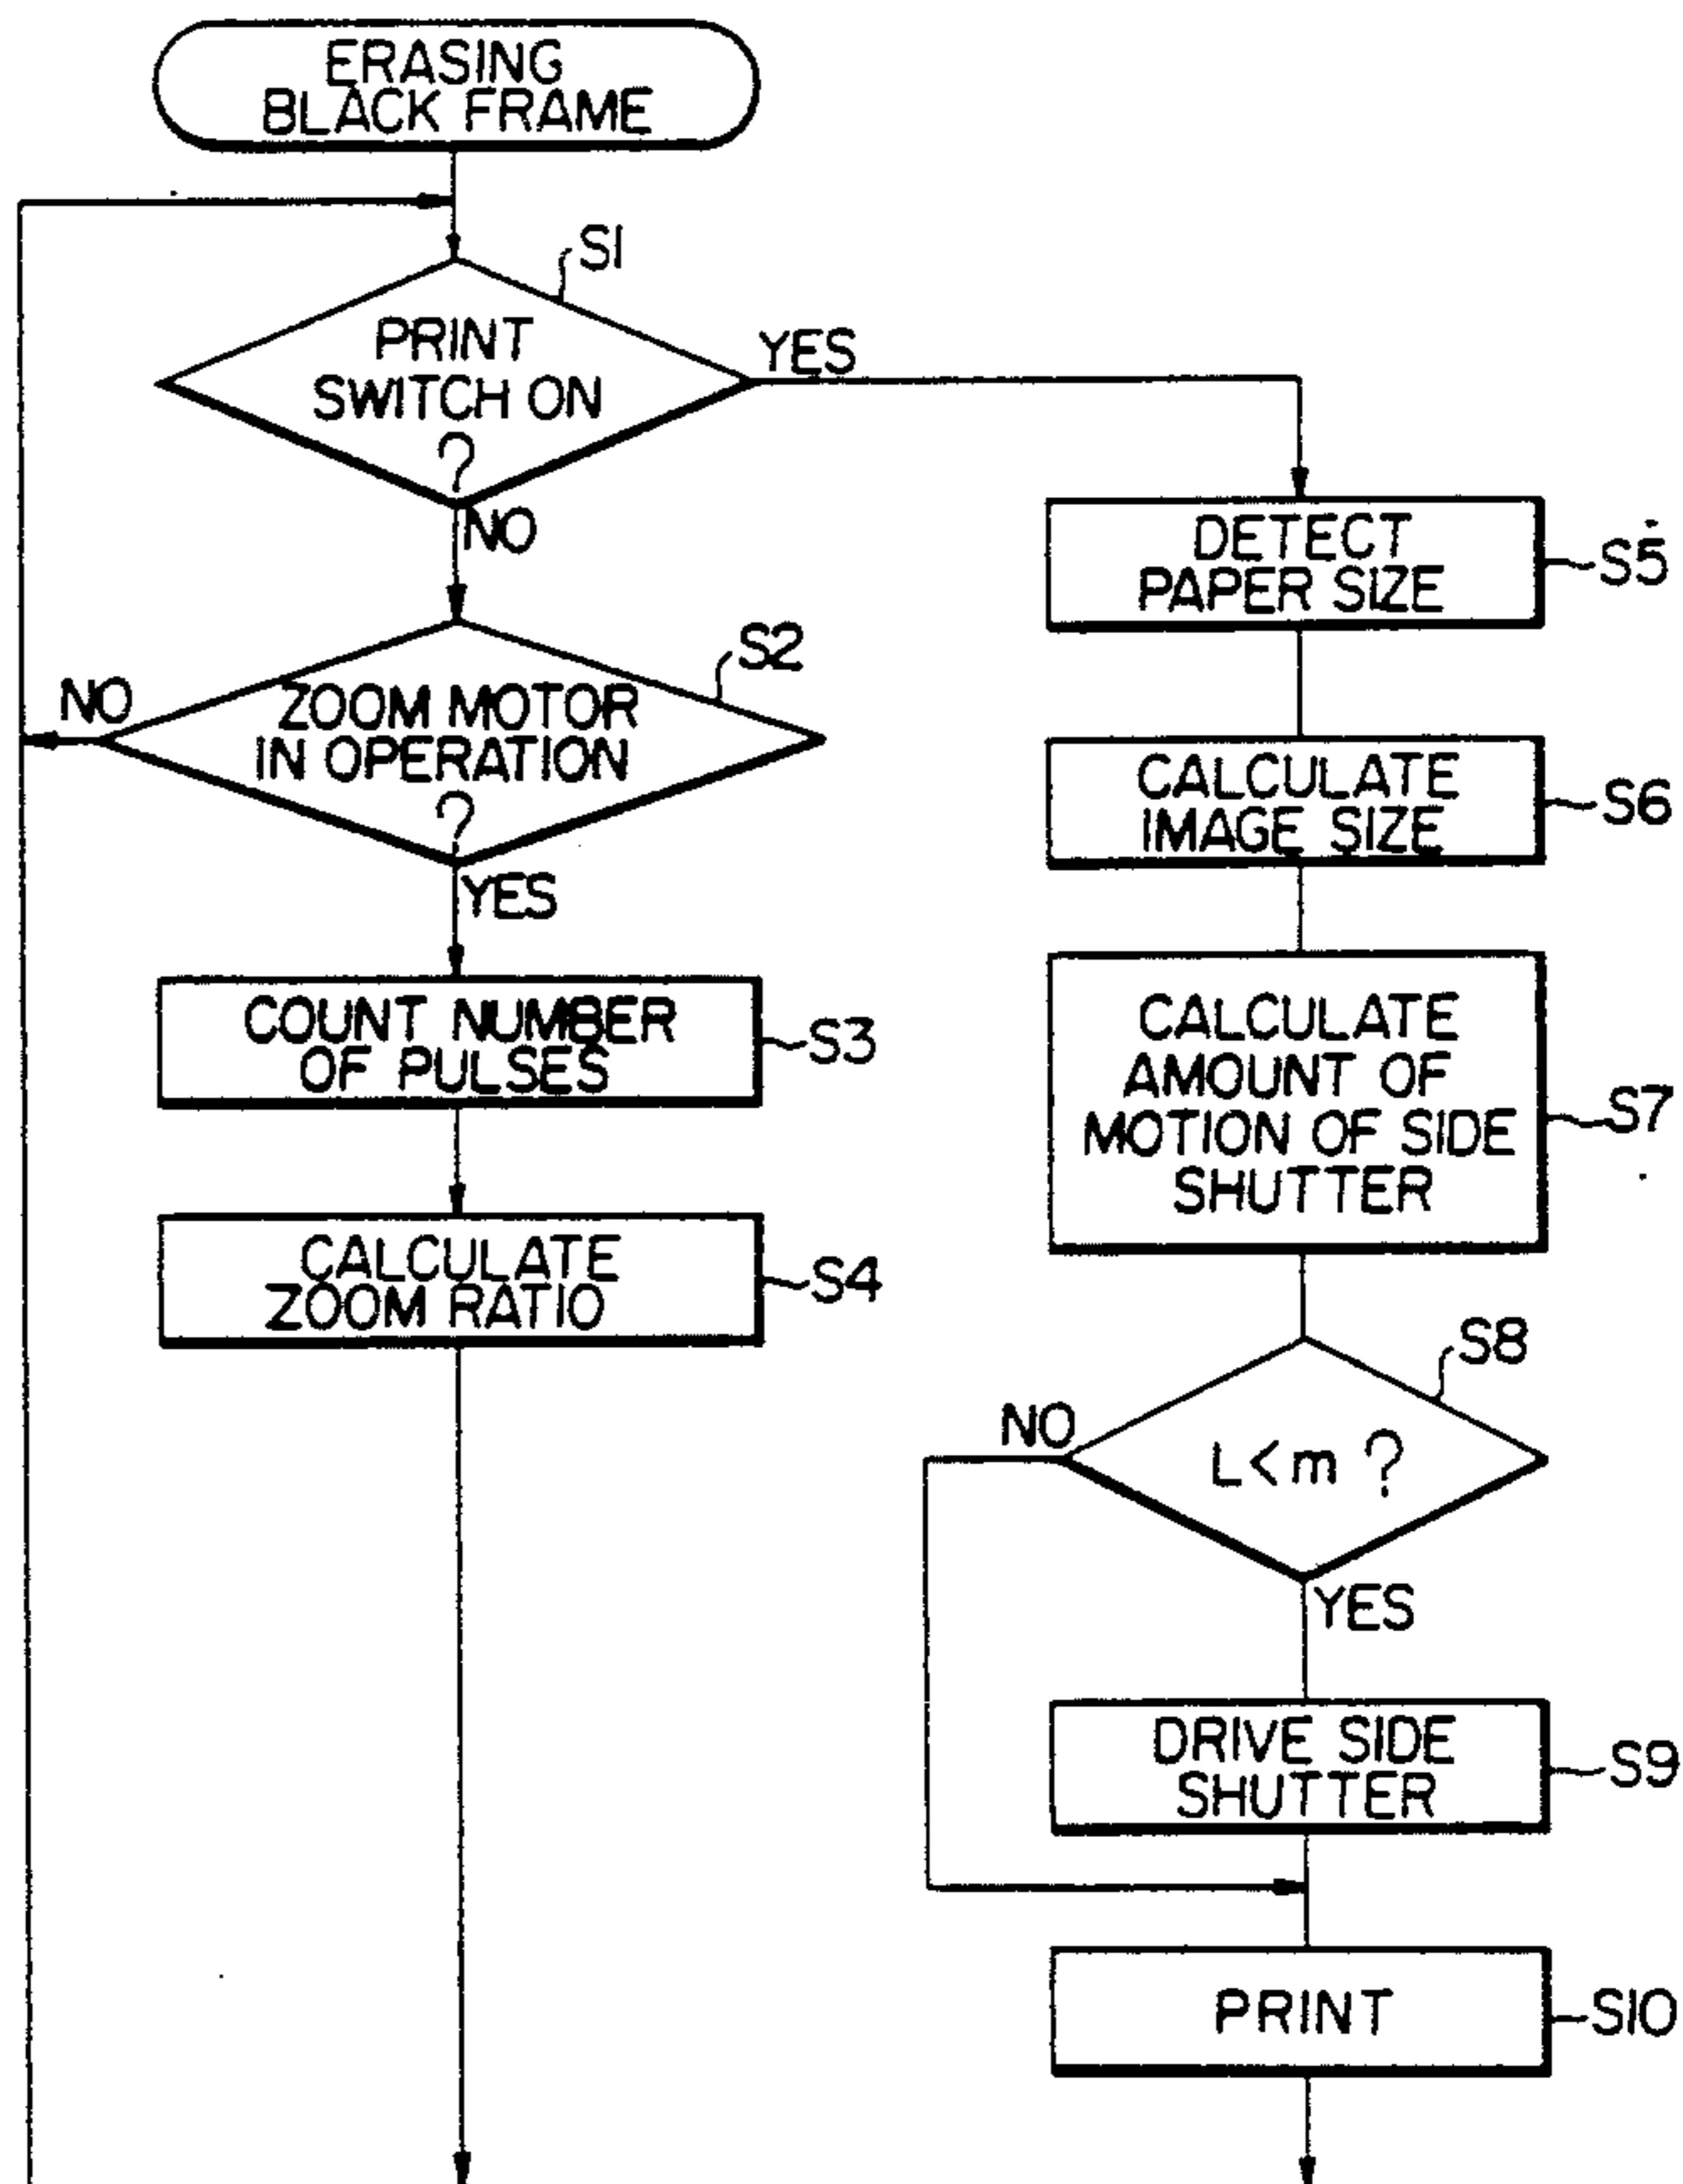 ERASING
BLACK FRAME
S1
PRINT
SWITCH ON
?
YES
NO
DETECT
PAPER SIZE
S5
S2
NO
ZOOM MOTOR
IN OPERATION
?
YES
CALCULATE
IMAGE SIZE
S6
COUNT NUMBER
OF PULSES
S3
CALCULATE
AMOUNT OF
MOTION OF SIDE
SHUTTER
S7
CALCULATE
ZOOM RATIO
S4
S8
NO
L<m ?
YES
DRIVE SIDE
SHUTTER
S9
PRINT
S10